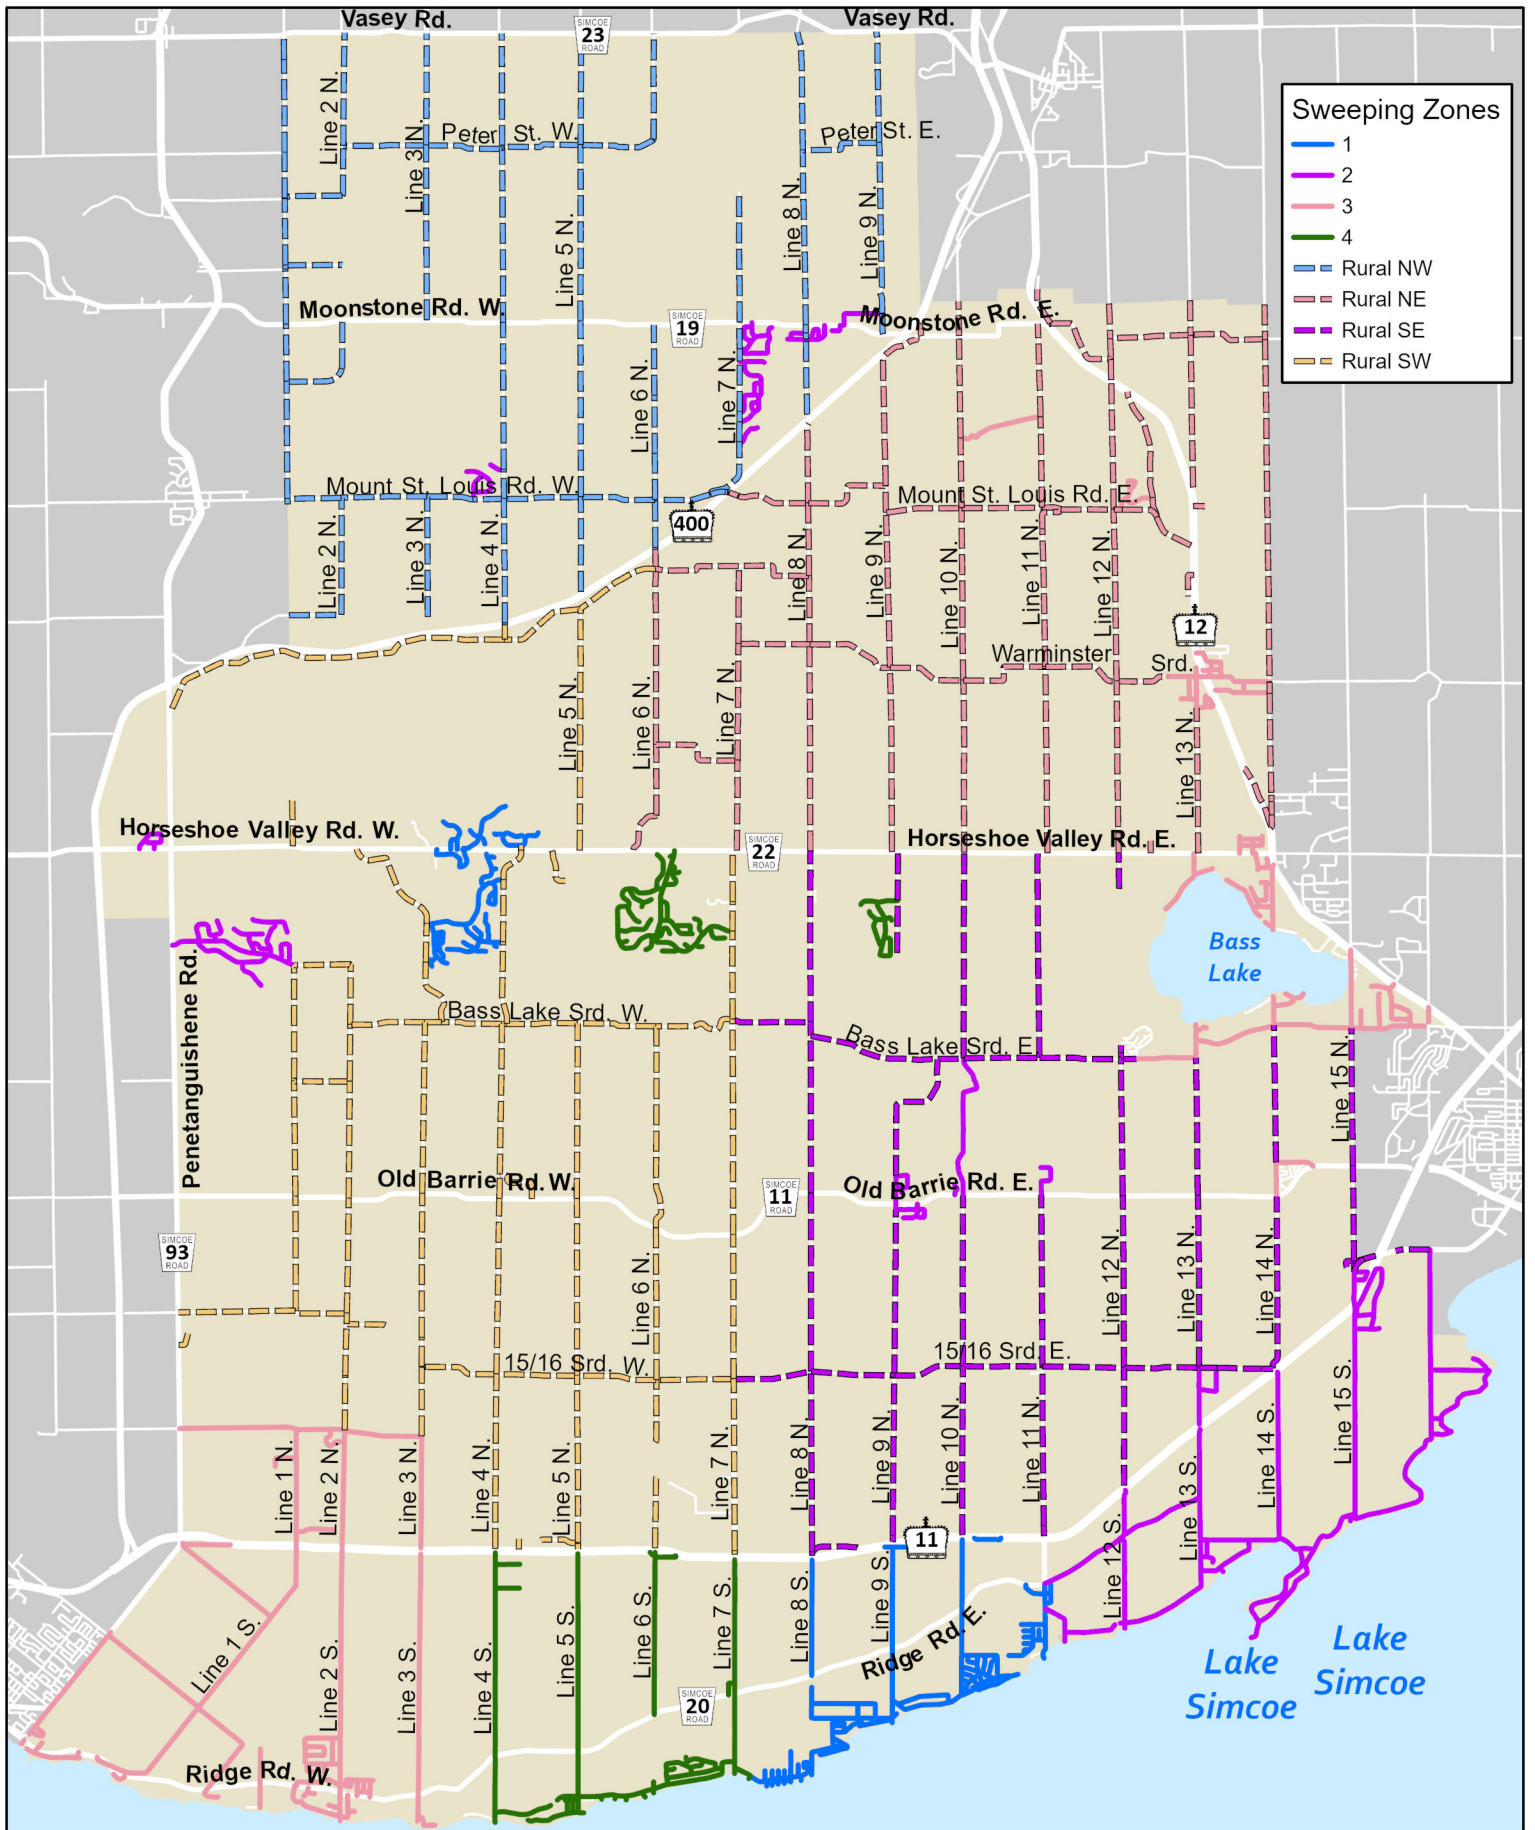 Vasey Rd.
Vasey Rd.
SIMCOE
23
ROAD
Sweeping Zones
1
2
3
4
Rural NW
Rural NE
Rural SE
Rural SW
Line 2 N.
Line 3 N.
Peter St. W.
Peter St. E.
Line 5 N.
Line 8 N.
Line 9 N.
Moonstone Rd. W.
SIMCOE
19
ROAD
Moonstone Rd. E.
Line 6 N.
Line 7 N.
Mount St. Louis Rd. W.
Mount St. Louis Rd. E.
400
Line 2 N.
Line 3 N.
Line 4 N.
Line 8 N.
Line 9 N.
Line 10 N.
Line 11 N.
Line 12 N.
12
Warminster Srd.
Line 5 N.
Line 6 N.
Line 7 N.
Line 13 N.
Horseshoe Valley Rd. W.
SIMCOE
22
ROAD
Horseshoe Valley Rd. E.
Bass
Lake
Penetanguishene Rd.
Bass Lake Srd. W.
Bass Lake Srd. E.
Line 15 N.
Old Barrie Rd. W.
SIMCOE
11
ROAD
Old Barrie Rd. E.
SIMCOE
93
ROAD
Line 6 N.
Line 12 N.
Line 13 N.
Line 14 N.
15/16 Srd. W.
15/16 Srd. E.
Line 1 N.
Line 2 N.
Line 3 N.
Line 4 N.
Line 5 N.
Line 7 N.
Line 8 N.
Line 9 N.
Line 10 N.
Line 11 N.
Line 14 S.
Line 15 S.
11
Line 13 S.
Line 12 S.
Line 1 S.
Line 2 S.
Line 3 S.
Line 4 S.
Line 5 S.
Line 6 S.
Line 7 S.
Line 8 S.
Line 9 S.
Ridge Rd. E.
SIMCOE
20
ROAD
Lake
Simcoe
Lake
Simcoe
Ridge Rd. W.